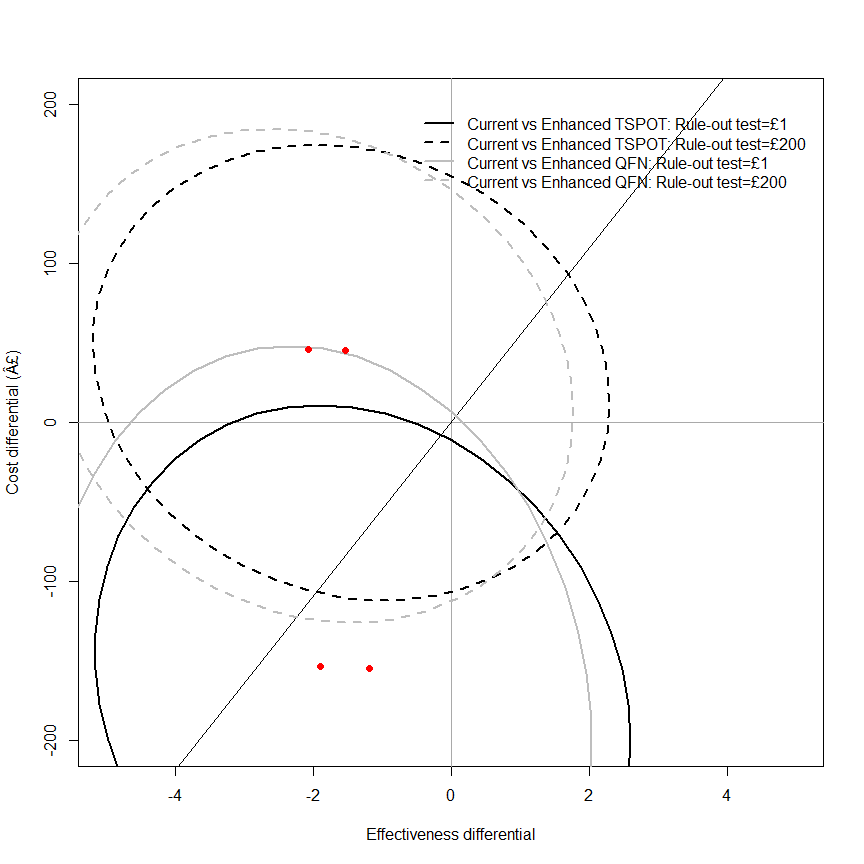 Current vs Enhanced TSPOT: Rule-out test=£1
Current vs Enhanced TSPOT: Rule-out test=£200
Current vs Enhanced QFN: Rule-out test=£1
Current vs Enhanced QFN: Rule-out test=£200
200
100
0
-100
-200
Cost differential (Â£)
-4
-2
0
2
4
Effectiveness differential